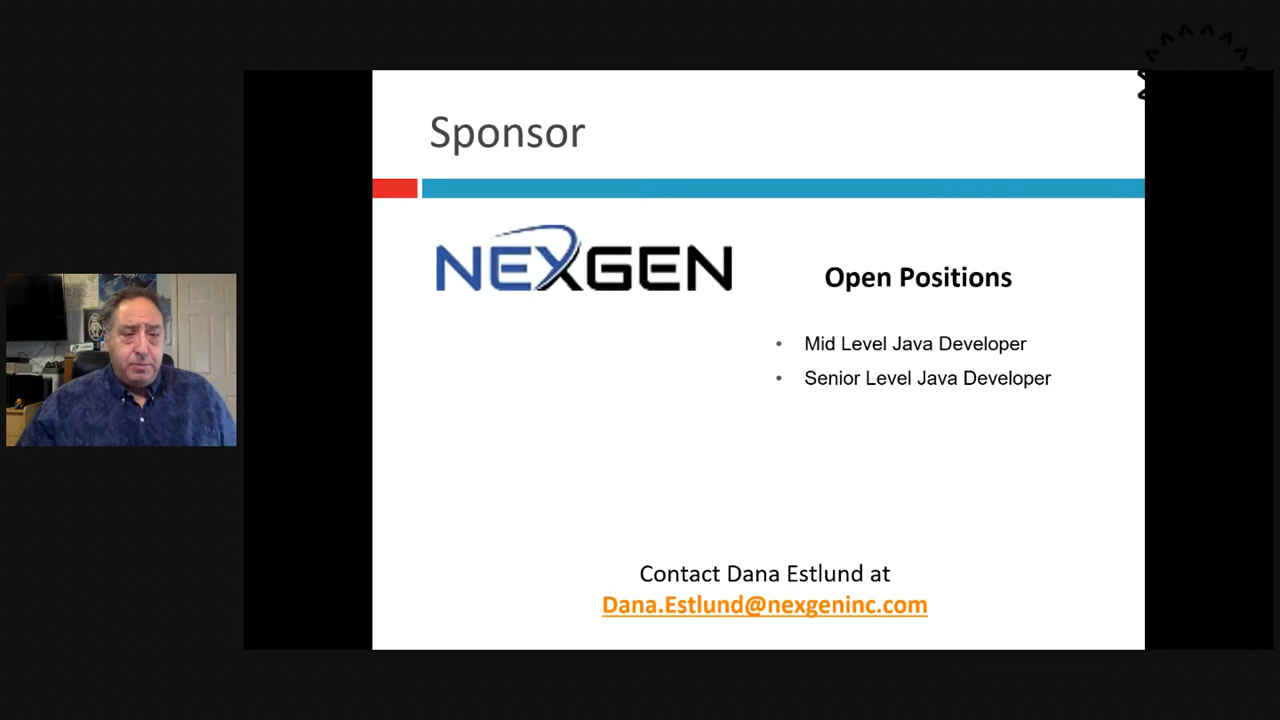 Sponsor
NEXGEN
Open Positions
• Mid Level Java Developer
• Senior Level Java Developer
Contact Dana Estlund at
Dana.Estlund@nexgeninc.com